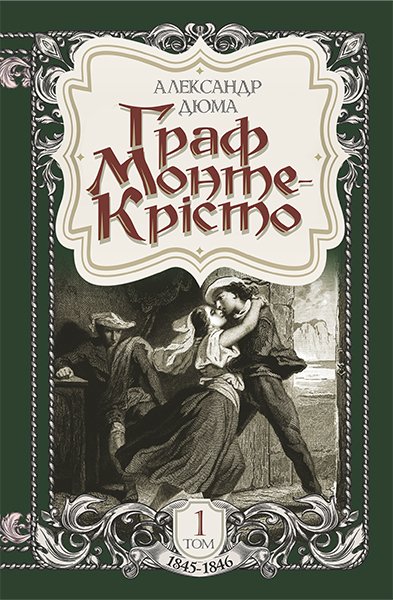 АЛЕКСАНДР
ДЮМА
Граф
Монте-
Крісто
1
ТОМ
1845-1846